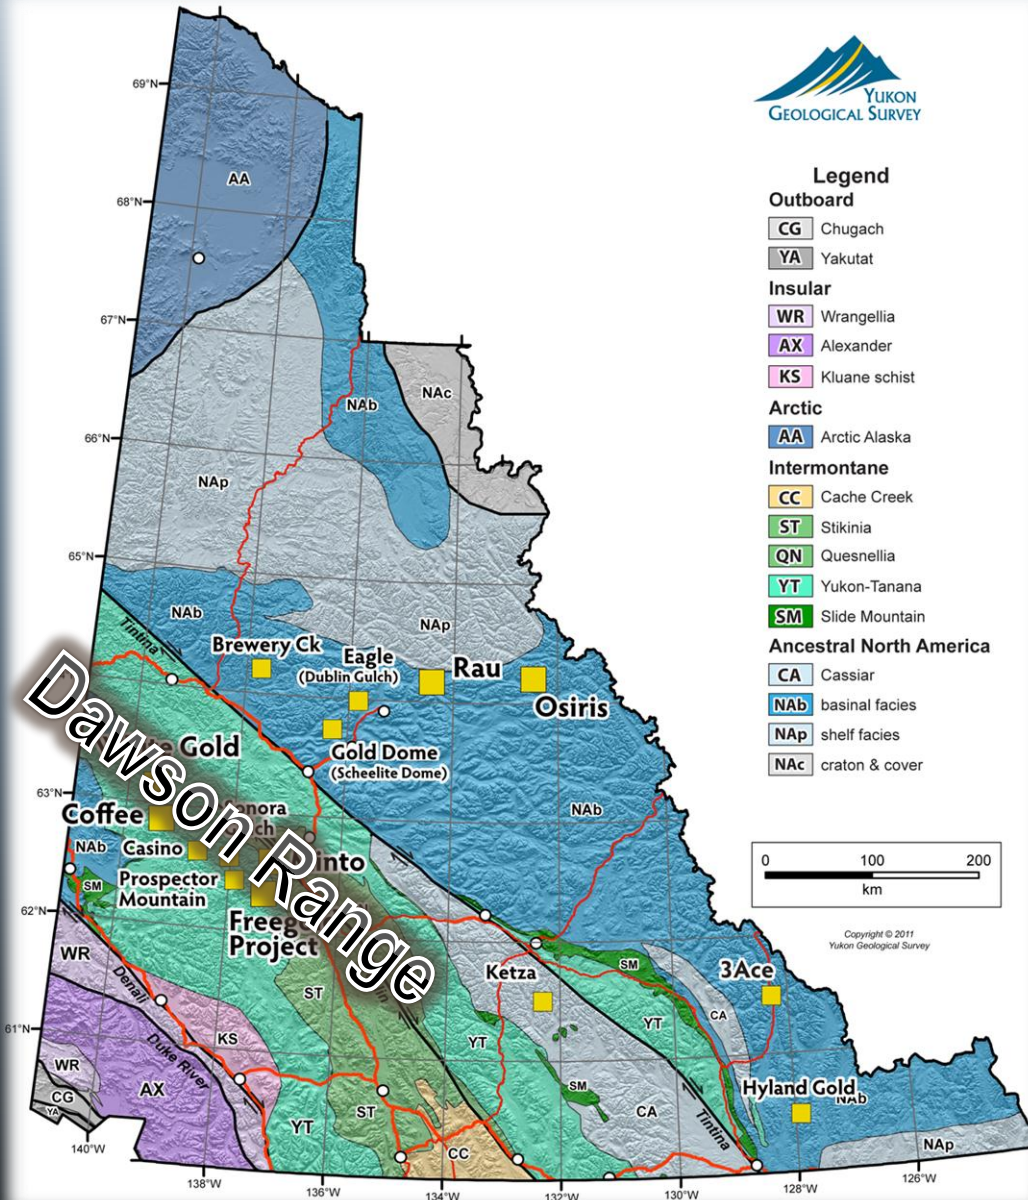 YUKON
GEOLOGICAL SURVEY
Legend
Outboard
CG Chugach
YA Yakutat
Insular
WR Wrangellia
AX Alexander
KS Kluane schist
Arctic
AA Arctic Alaska
Intermontane
CC Cache Creek
ST Stikinia
QN Quesnellia
YT Yukon-Tanana
SM Slide Mountain
Ancestral North America
CA Cassiar
NAb basinal facies
NAp shelf facies
NAc craton & cover
0 100 200
km
Copyright © 2011
Yukon Geological Survey
69°N
AA
68°N
67°N
NAc
NAb
66°N
NAp
65°N
NAb
NAp
Tintina
Brewery Ck
Eagle
(Dublin Gulch)
Rau
Osiris
Gold Dome
(Scheelite Dome)
Dawson Range
Gold
63°N
Coffee
NAb
NAb
Casino
Prospector
Mountain
SM
62°N
Project
WR
Denali
Ketza
SM
3Ace
ST
CA
61°N
KS
YT
YT
Duke River
WR
AX
SM
Hyland Gold
NAb
CG
YA
ST
CA
Tintina
YT
CC
NAp
140°W
138°W
136°W
134°W
132°W
130°W
128°W
126°W